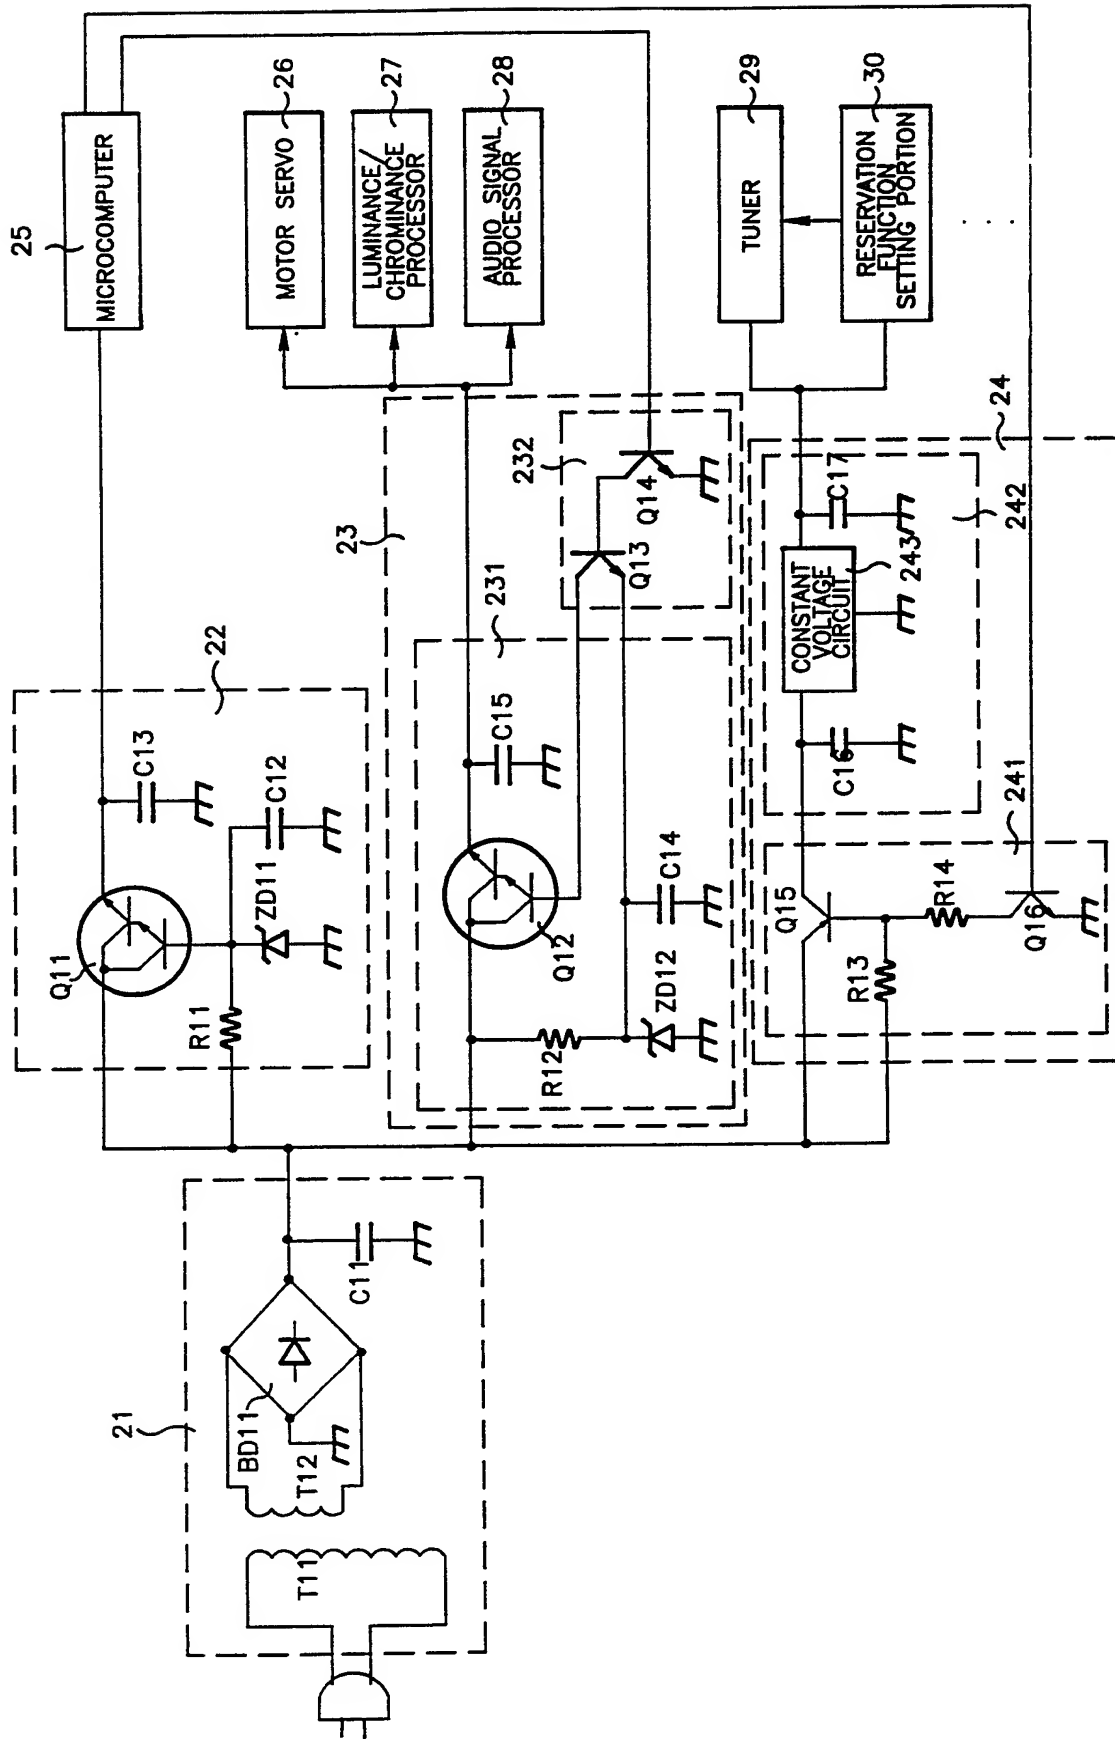 25
MICROCOMPUTER
26
MOTOR SERVO
27
LUMINANCE/
CHROMINANCE
PROCESSOR
28
AUDIO SIGNAL
PROCESSOR
29
TUNER
30
RESERVATION
FUNCTION
SETTING PORTION
22
Q11
R11
ZD11
C12
C13
23
231
232
Q12
R12
ZD12
C14
C15
Q13
Q14
24
241
242
243
CONSTANT
VOLTAGE
CIRCUIT
Q15
R13
R14
Q16
C16
C17
21
BD11
T12
T11
C11